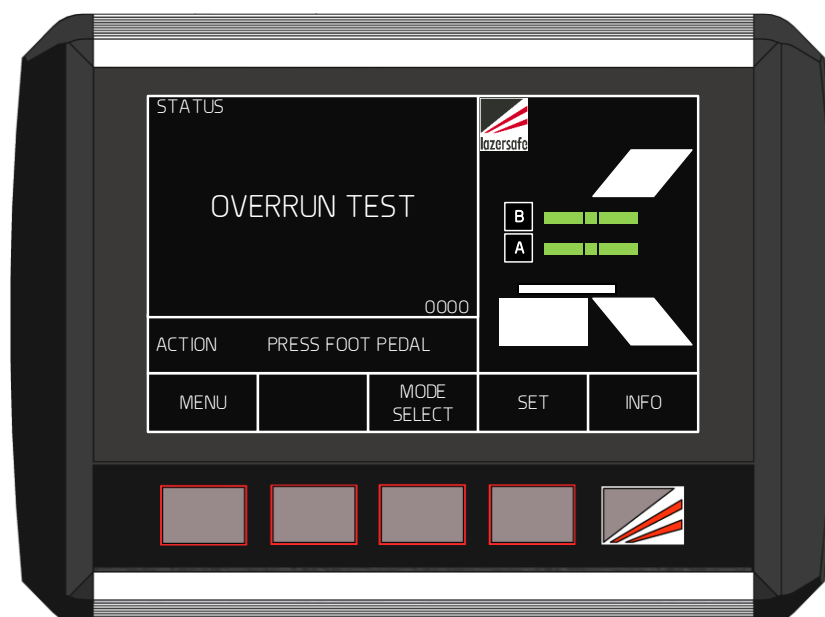 STATUS
lazersafe
OVERRUN TEST
B
A
0000
ACTION PRESS FOOT PEDAL
MENU
MODE
SELECT
SET
INFO